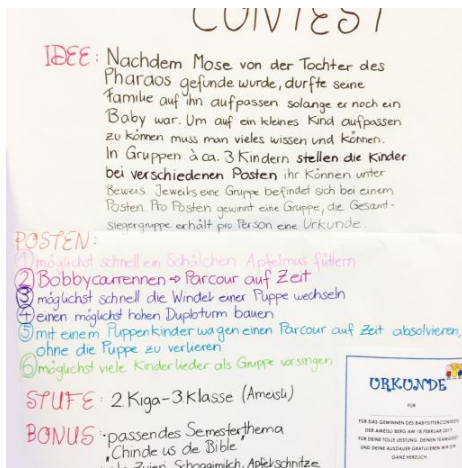 CONTEST
IDEE: Nachdem Mose von der Tochter des
Pharaos gefunde wurde, durfte seine
Familie auf ihn aufpassen solange er noch ein
Baby war. Um auf ein kleines Kind aufpassen
zu können muss man vieles wissen und können.
In Gruppen à ca. 3 Kindern stellen die Kinder
bei verschiedenen Posten ihr Können unter
Beweis. Jeweils eine Gruppe befindet sich bei einem
Posten. Pro Posten gewinnt eine Gruppe, die Gesamt-
siegergruppe erhält pro Person eine Urkunde.
POSTEN:
1 möglichst schnell ein Schälchen Apfelmus füttern
2 Bobbycarrennen → Parcour auf Zeit
3 möglichst schnell die Windel einer Puppe wechseln
4 einen möglichst hohen Duploturm bauen
5 mit einem Puppenkinderwagen einen Parcour auf Zeit absolvieren,
ohne die Puppe zu verlieren
6 möglichst viele Kinderlieder als Gruppe vorsingen
STUFE: 2.Kiga-3.Klasse (Ameisli)
BONUS: -passendes Semesterthema
"Chinde us de Bible"
Zvieri, Schoggimilch, Apfelschnitze
URKUNDE
FÜR
FÜR DAS GEWINNEN DES BABYSITTERCONTESTS
DER AMEISLI BERG AM 18.FEBRUAR 2017.
FÜR DEINE TOLLE LEISTUNG, DEINEN TEAMGEIST
UND DEINE AUSDAUER GRATULIEREN WIR DIR
GANZ HERZLICH